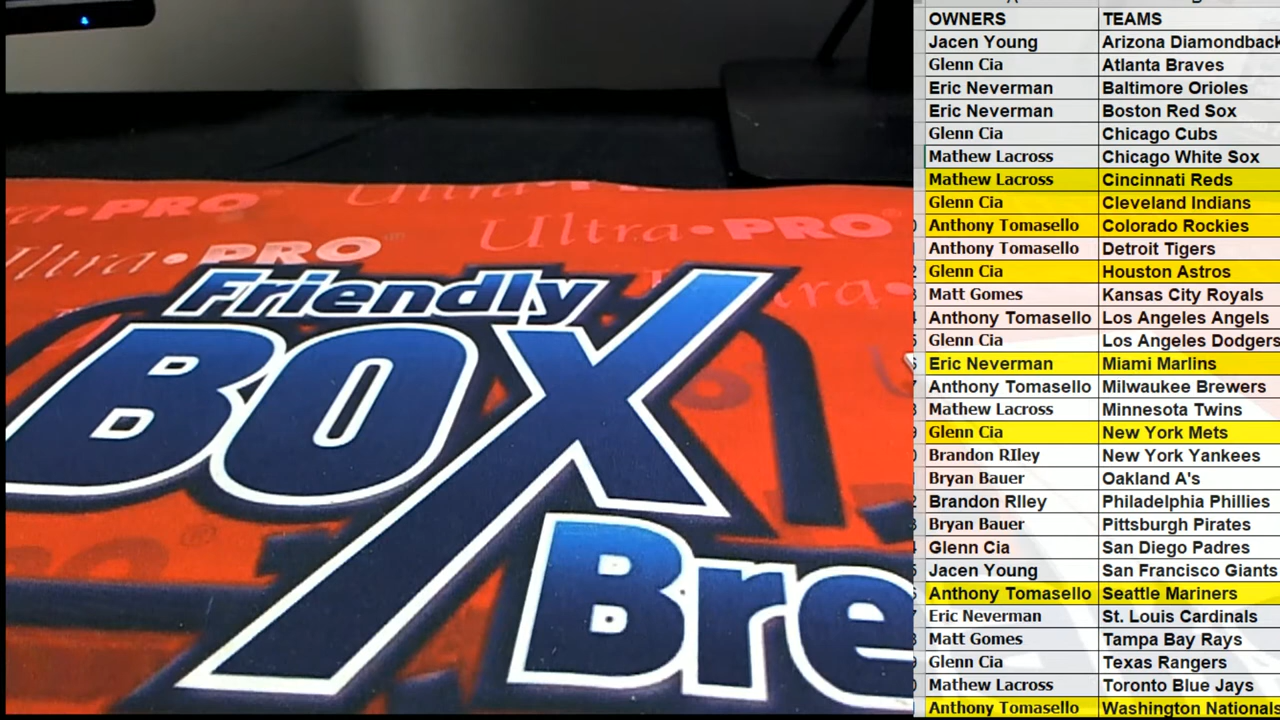 OWNERS TEAMS
Jacen Young Arizona Diamondback
Glenn Cia Atlanta Braves
Eric Neverman Baltimore Orioles
Eric Neverman Boston Red Sox
Glenn Cia Chicago Cubs
Mathew Lacross Chicago White Sox
Mathew Lacross Cincinnati Reds
Glenn Cia Cleveland Indians
Anthony Tomasello Colorado Rockies
Anthony Tomasello Detroit Tigers
Glenn Cia Houston Astros
Matt Gomes Kansas City Royals
Anthony Tomasello Los Angeles Angels
Glenn Cia Los Angeles Dodgers
Eric Neverman Miami Marlins
Anthony Tomasello Milwaukee Brewers
Mathew Lacross Minnesota Twins
Glenn Cia New York Mets
Brandon RIley New York Yankees
Bryan Bauer Oakland A's
Brandon RIley Philadelphia Phillies
Bryan Bauer Pittsburgh Pirates
Glenn Cia San Diego Padres
Jacen Young San Francisco Giants
Anthony Tomasello Seattle Mariners
Eric Neverman St. Louis Cardinals
Matt Gomes Tampa Bay Rays
Glenn Cia Texas Rangers
Mathew Lacross Toronto Blue Jays
Anthony Tomasello Washington Nationals
Ultra•PRO
Ultra•PRO
Friendly
BOX
Bre